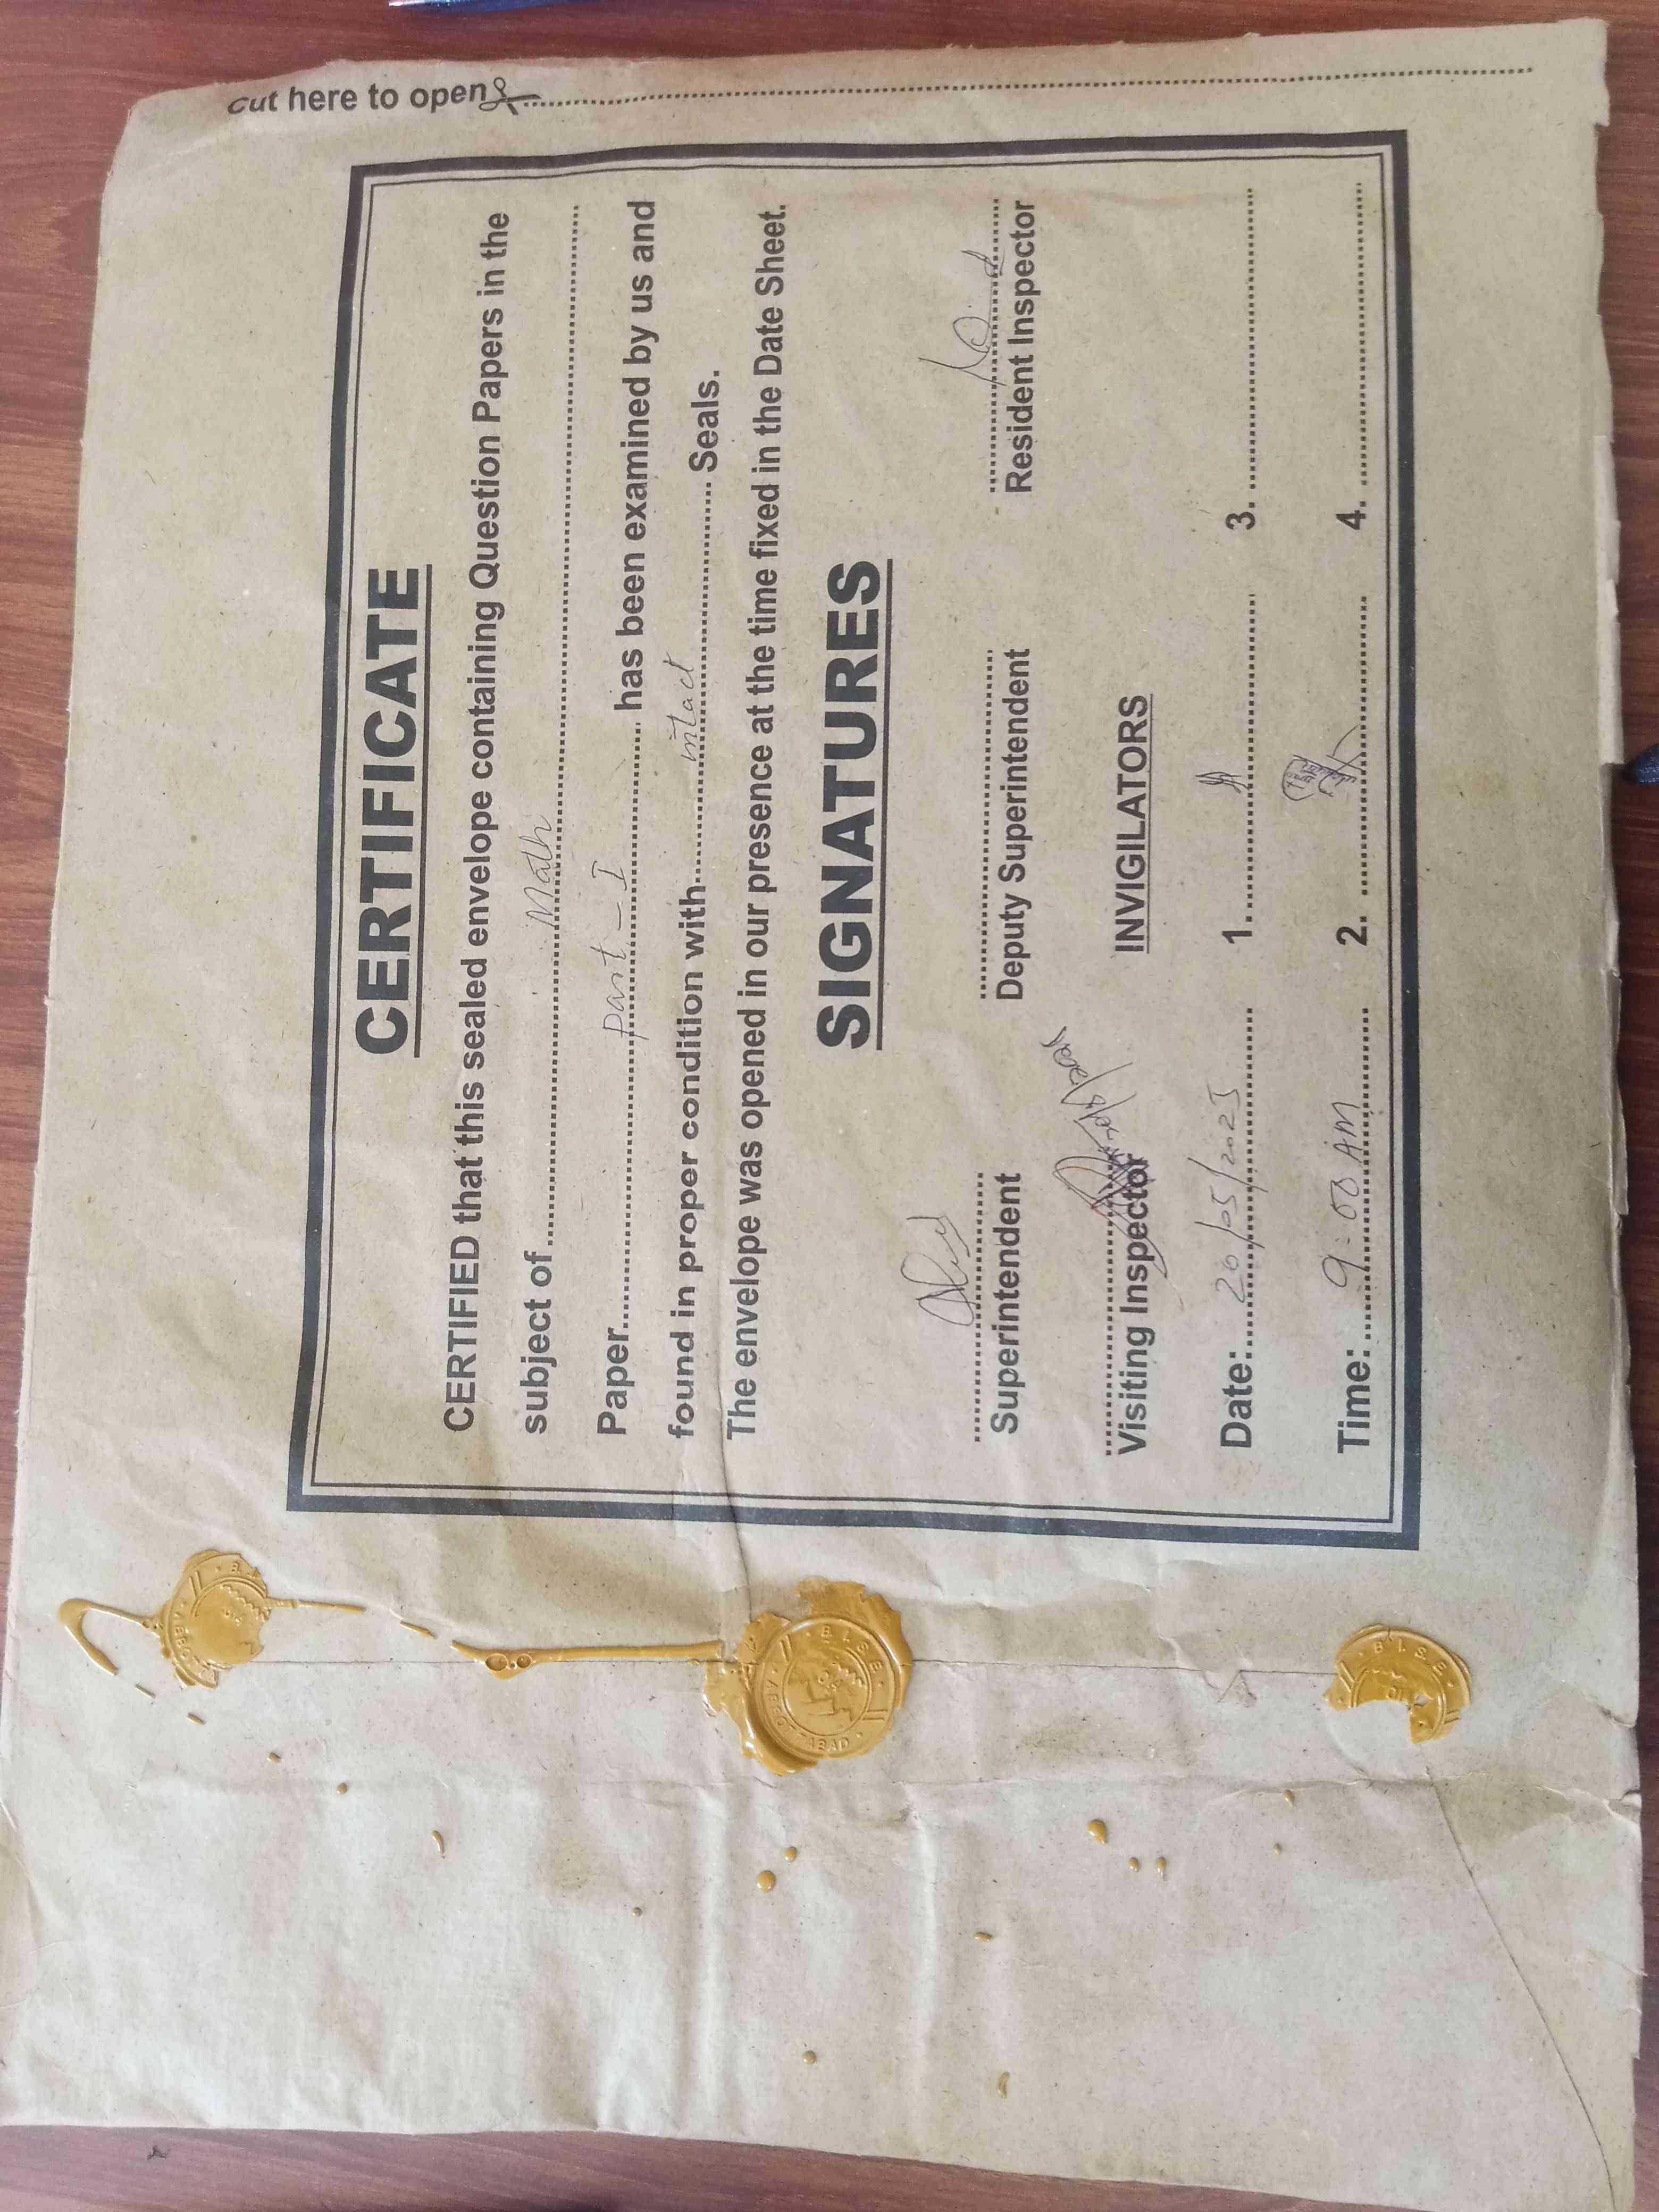 cut here to open
CERTIFICATE
CERTIFIED that this sealed envelope containing Question Papers in the
subject of Math
Paper part - I has been examined by us and
found in proper condition with intact Seals.
The envelope was opened in our presence at the time fixed in the Date Sheet.
SIGNATURES
Superintendent Deputy Superintendent Resident Inspector
Visiting Inspector INVIGILATORS
Date: 26/05/2025 1. 3.
Time: 9:00 AM 2. 4.
B.I.S.E. ABBOTTABAD
B.I.S.E.